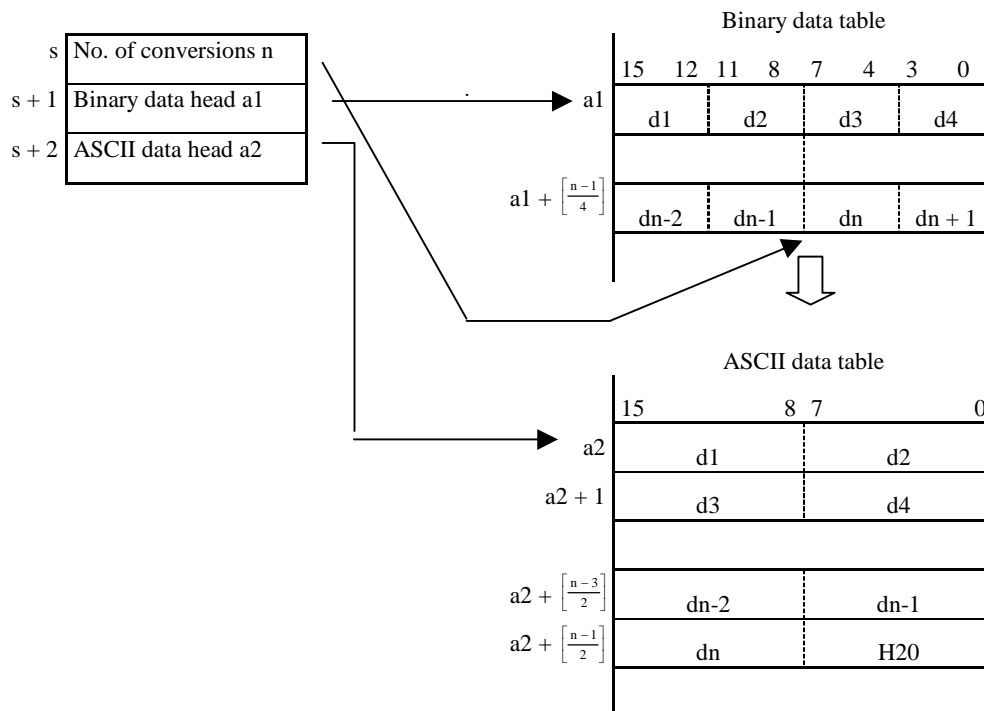 s No. of conversions n
s + 1 Binary data head a1
s + 2 ASCII data head a2
Binary data table
15 12 11 8 7 4 3 0
a1 d1 d2 d3 d4
a1 + [n−1/4] dn-2 dn-1 dn dn + 1
ASCII data table
15 8 7 0
a2 d1 d2
a2 + 1 d3 d4
a2 + [n−3/2] dn-2 dn-1
a2 + [n−1/2] dn H20